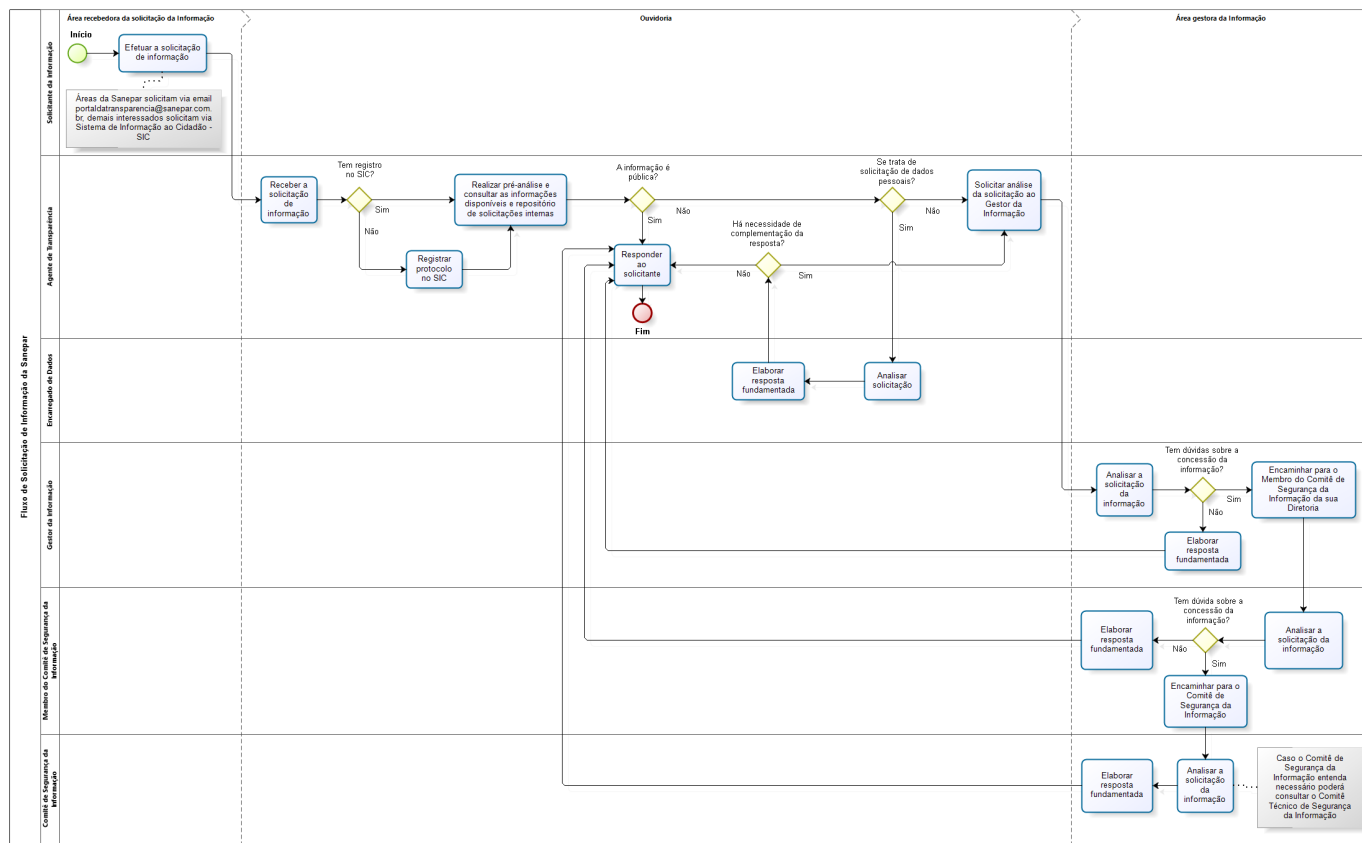 Área recebedora da solicitação da Informação
Ouvidoria
Área gestora da Informação
Fluxo de Solicitação de Informação da Sanepar
Solicitante da Informação
Início
Efetuar a solicitação
de informação
Áreas da Sanepar solicitam via email
portaldatransparencia@sanepar.com.
br, demais interessados solicitam via
Sistema de Informação ao Cidadão -
SIC
Agente de Transparência
Receber a
solicitação
de
informação
Tem registro
no SIC?
Sim
Não
Registrar
protocolo
no SIC
Realizar pré-análise e
consultar as informações
disponíveis e repositório
de solicitações internas
A informação é
pública?
Não
Sim
Responder
ao
solicitante
Fim
Há necessidade de
complementação da
resposta?
Não
Sim
Se trata de
solicitação de dados
pessoais?
Não
Sim
Solicitar análise
da solicitação ao
Gestor da
Informação
Encarregado de Dados
Elaborar
resposta
fundamentada
Analisar
solicitação
Gestor da Informação
Analisar a
solicitação
da
informação
Tem dúvidas sobre a
concessão da
informação?
Sim
Não
Encaminhar para o
Membro do Comitê de
Segurança da
Informação da sua
Diretoria
Elaborar
resposta
fundamentada
Membro do Comitê de Segurança da
Informação
Elaborar
resposta
fundamentada
Tem dúvida sobre a
concessão da
informação?
Não
Sim
Analisar a
solicitação da
informação
Encaminhar para o
Comitê de
Segurança da
Informação
Comitê de Segurança da
Informação
Elaborar
resposta
fundamentada
Analisar a
solicitação
da
informação
Caso o Comitê de
Segurança da
Informação entenda
necessário poderá
consultar o Comitê
Técnico de Segurança
da Informação